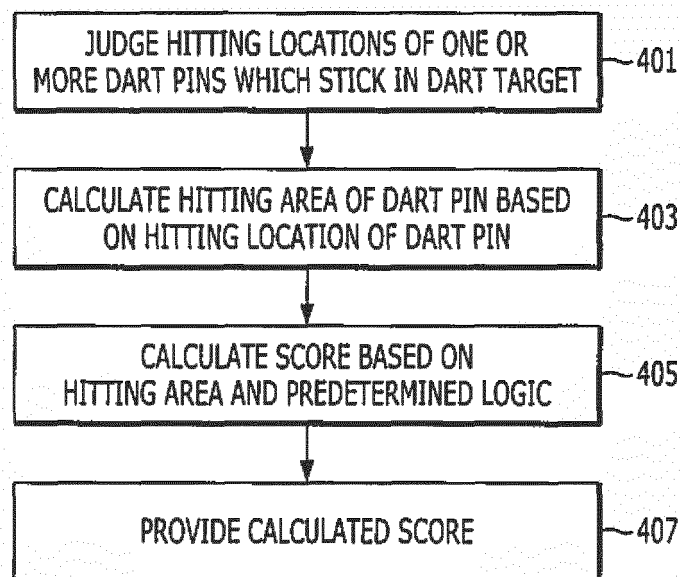 JUDGE HITTING LOCATIONS OF ONE OR
MORE DART PINS WHICH STICK IN DART TARGET
401
CALCULATE HITTING AREA OF DART PIN BASED
ON HITTING LOCATION OF DART PIN
403
CALCULATE SCORE BASED ON
HITTING AREA AND PREDETERMINED LOGIC
405
PROVIDE CALCULATED SCORE
407